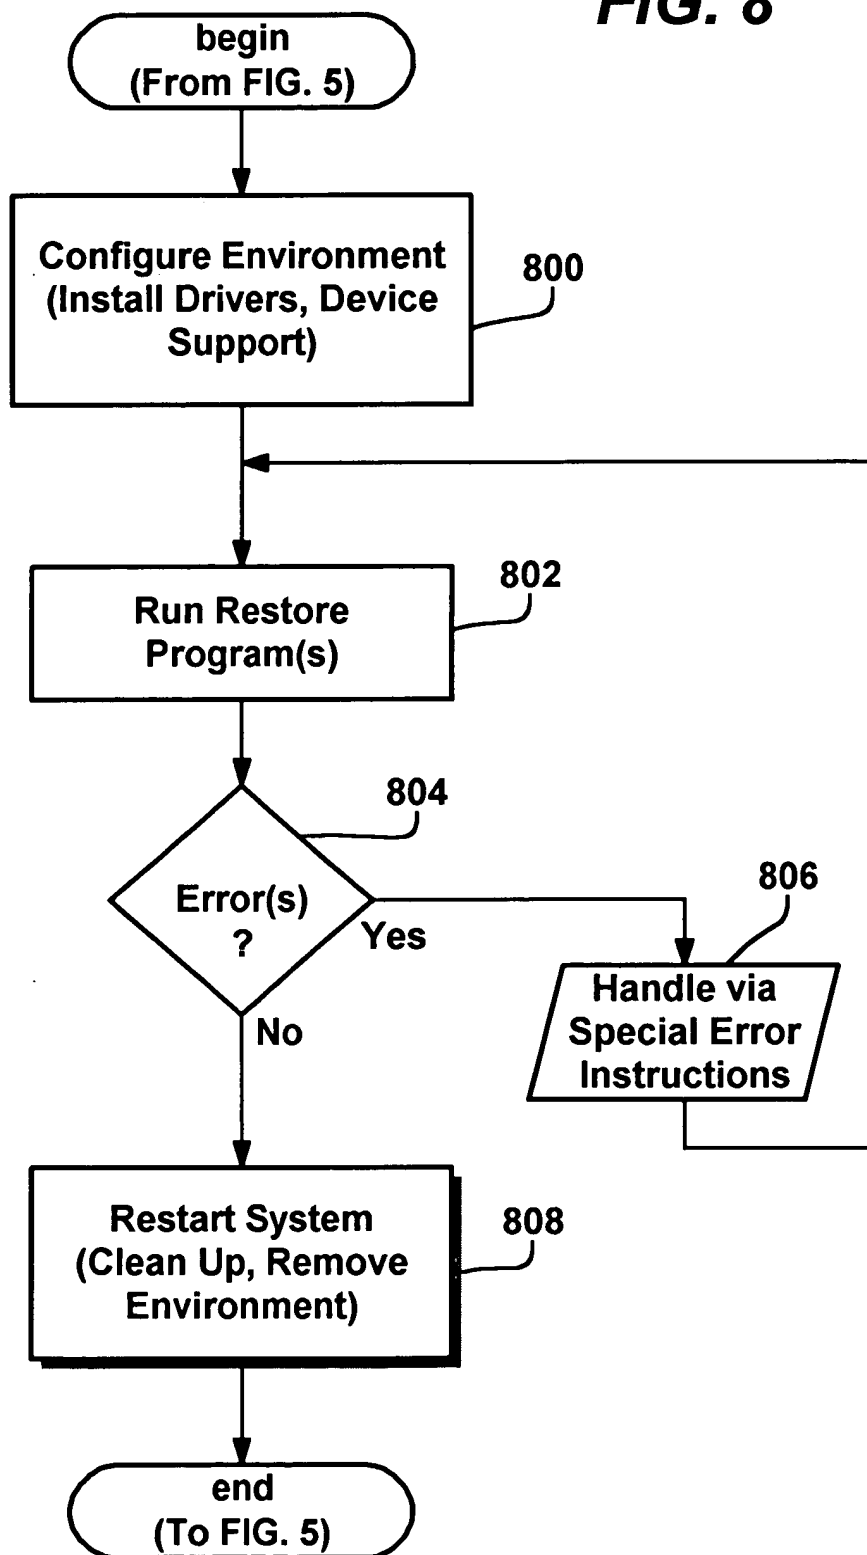 FIG. 8
begin
(From FIG. 5)
Configure Environment
(Install Drivers, Device
Support)
800
Run Restore
Program(s)
802
804
Error(s)
?
Yes
No
806
Handle via
Special Error
Instructions
Restart System
(Clean Up, Remove
Environment)
808
end
(To FIG. 5)